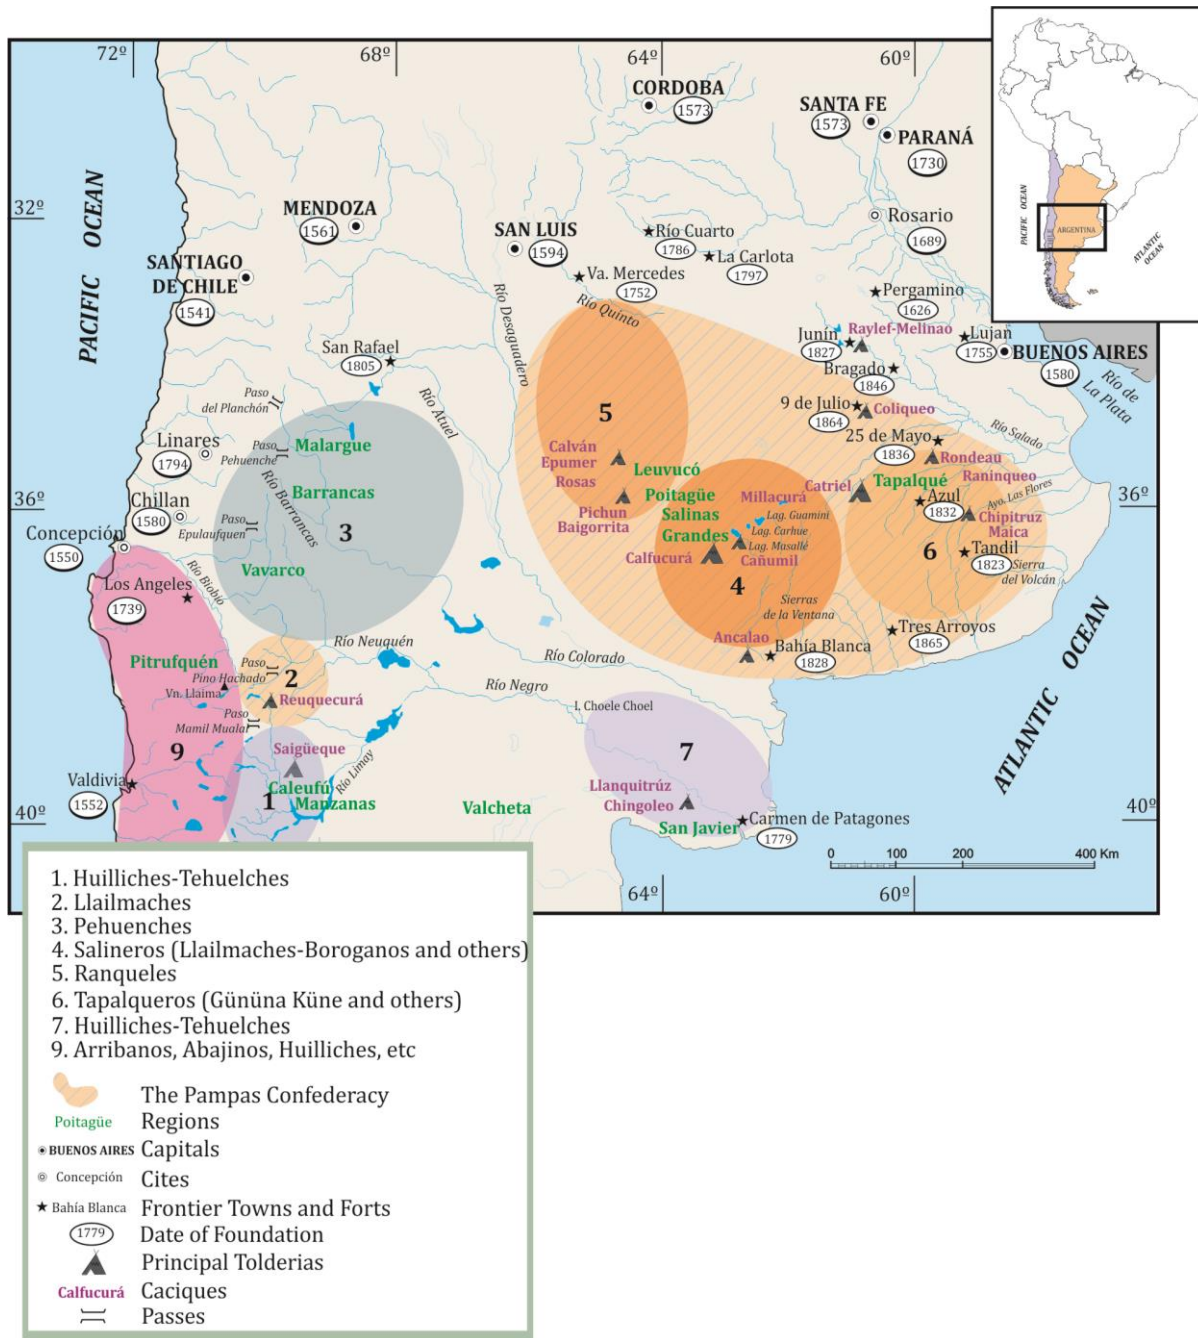 72º
68º
64º
60º
CORDOBA
1573
SANTA FE
1573
PARANÁ
1730
PACIFIC OCEAN
ARGENTINA
CHILE
ATLANTIC
OCEAN
32º
MENDOZA
1561
SAN LUIS
1594
Río Cuarto
1786
La Carlota
1797
Rosario
1689
SANTIAGO
DE CHILE
1541
PACIFIC OCEAN
Va. Mercedes
1752
Río Quinto
Río Desaguadero
Pergamino
1626
Junín
1827
Raylef-Melinao
Lujan
1755
BUENOS AIRES
1580
Río de
La Plata
San Rafael
1805
Bragado
1846
Paso
del Planchón
Río Atuel
5
9 de Julio
1864
Coliqueo
Río Salado
Linares
1794
Paso
Pehuenche
Malargue
Calván
Epumer
Rosas
Leuvucó
25 de Mayo
1836
Rondeau
Raninqueo
Tapalqué
Catriel
36º
Chillan
1580
Barrancas
Río Barrancas
3
Poitagüe
Salinas
Grandes
Millacurá
Pichun
Baigorrita
Lag. Guamini
Lag. Carhue
Lag. Masallé
Azul
1832
Ayo. Las Flores
Chipitruz
Maica
36º
Concepción
1550
Paso
Epulaufquen
Vavarco
Calfucurá
Cañumil
4
6
Tandil
1823
Sierra
del Volcán
Los Angeles
1739
Río Biobio
Sierras
de la Ventana
Tres Arroyos
1865
Río Neuquén
Río Colorado
Ancalao
Bahía Blanca
1828
ATLANTIC OCEAN
Pitrufquén
Paso
Pino Hachado
2
Reuquecurá
Vn. Llaima
Río Negro
I. Choele Choel
Paso
Mamil Mualar
9
Saigüeque
7
Valdivia
1552
Caleufú
Manzanas
1
Río Limay
Llanquitrúz
Chingoleo
Valcheta
San Javier
Carmen de Patagones
1779
40º
40º
0 100 200 400 Km
64º
60º
1. Huilliches-Tehuelches
2. Llailmaches
3. Pehuenches
4. Salineros (Llailmaches-Boroganos and others)
5. Ranqueles
6. Tapalqueros (Gününa Küne and others)
7. Huilliches-Tehuelches
9. Arribanos, Abajinos, Huilliches, etc
The Pampas Confederacy
Poitagüe Regions
BUENOS AIRES Capitals
Concepción Cites
Bahía Blanca Frontier Towns and Forts
1779 Date of Foundation
Principal Tolderias
Calfucurá Caciques
Passes